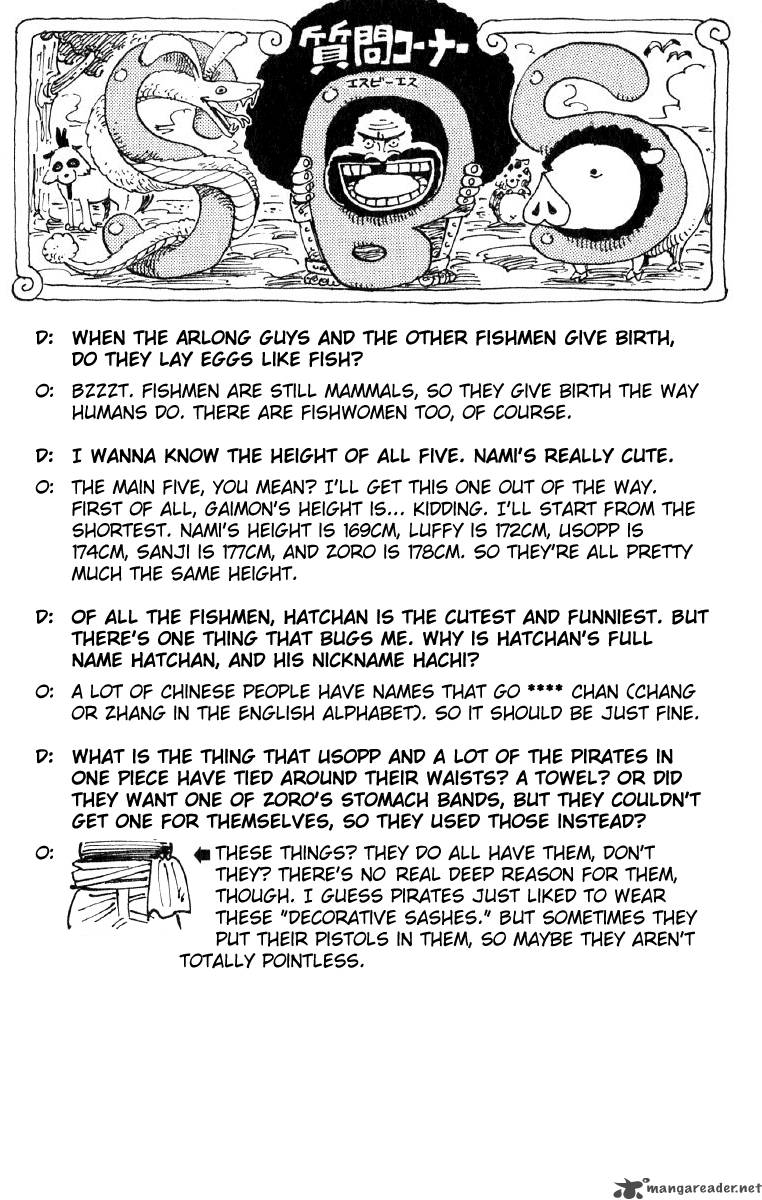 質問コーナー
エスビーエス
SBS
D: WHEN THE ARLONG GUYS AND THE OTHER FISHMEN GIVE BIRTH,
DO THEY LAY EGGS LIKE FISH?
O: BZZZT. FISHMEN ARE STILL MAMMALS, SO THEY GIVE BIRTH THE WAY
HUMANS DO. THERE ARE FISHWOMEN TOO, OF COURSE.
D: I WANNA KNOW THE HEIGHT OF ALL FIVE. NAMI'S REALLY CUTE.
O: THE MAIN FIVE, YOU MEAN? I'LL GET THIS ONE OUT OF THE WAY.
FIRST OF ALL, GAIMON'S HEIGHT IS... KIDDING. I'LL START FROM THE
SHORTEST. NAMI'S HEIGHT IS 169CM, LUFFY IS 172CM, USOPP IS
174CM, SANJI IS 177CM, AND ZORO IS 178CM. SO THEY'RE ALL PRETTY
MUCH THE SAME HEIGHT.
D: OF ALL THE FISHMEN, HATCHAN IS THE CUTEST AND FUNNIEST. BUT
THERE'S ONE THING THAT BUGS ME. WHY IS HATCHAN'S FULL
NAME HATCHAN, AND HIS NICKNAME HACHI?
O: A LOT OF CHINESE PEOPLE HAVE NAMES THAT GO **** CHAN (CHANG
OR ZHANG IN THE ENGLISH ALPHABET). SO IT SHOULD BE JUST FINE.
D: WHAT IS THE THING THAT USOPP AND A LOT OF THE PIRATES IN
ONE PIECE HAVE TIED AROUND THEIR WAISTS? A TOWEL? OR DID
THEY WANT ONE OF ZORO'S STOMACH BANDS, BUT THEY COULDN'T
GET ONE FOR THEMSELVES, SO THEY USED THOSE INSTEAD?
O: THESE THINGS? THEY DO ALL HAVE THEM, DON'T
THEY? THERE'S NO REAL DEEP REASON FOR THEM,
THOUGH. I GUESS PIRATES JUST LIKED TO WEAR
THESE "DECORATIVE SASHES." BUT SOMETIMES THEY
PUT THEIR PISTOLS IN THEM, SO MAYBE THEY AREN'T
TOTALLY POINTLESS.
mangareader.net